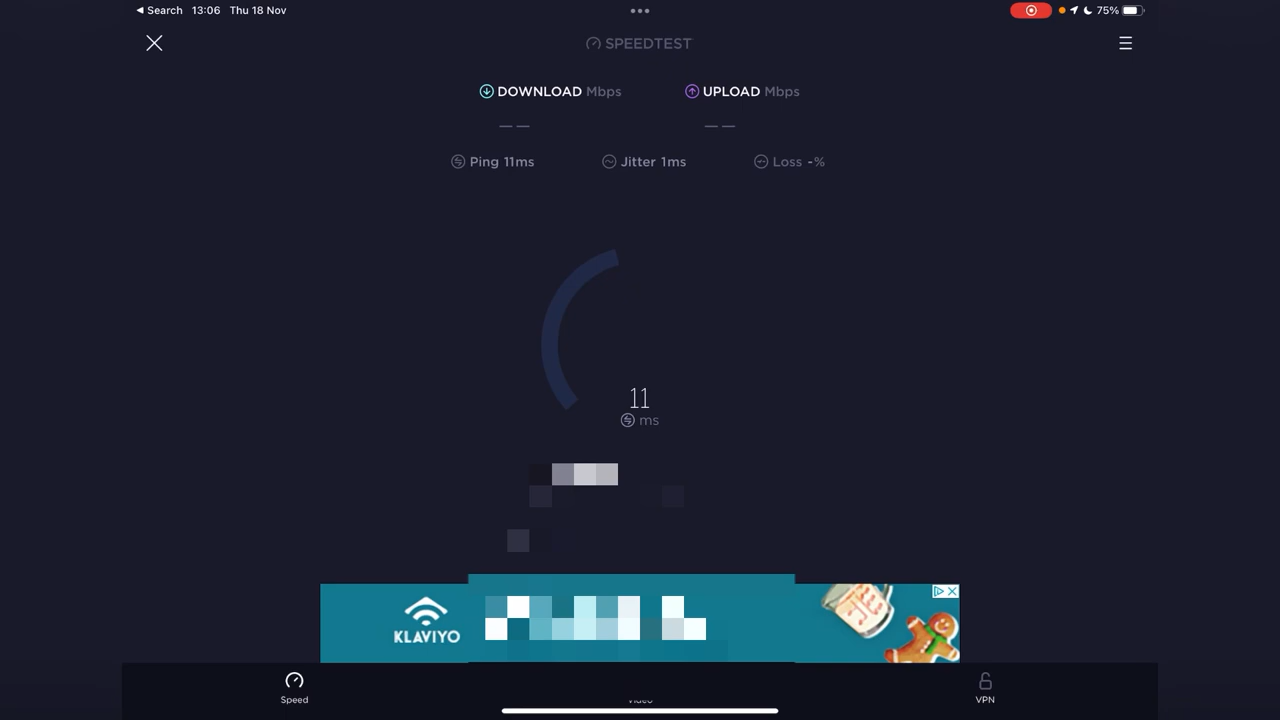 Search 13:06 Thu 18 Nov
75%
SPEEDTEST
DOWNLOAD Mbps UPLOAD Mbps
— — — —
Ping 11ms Jitter 1ms Loss -%
11
ms
KLAVIYO
Speed Video VPN